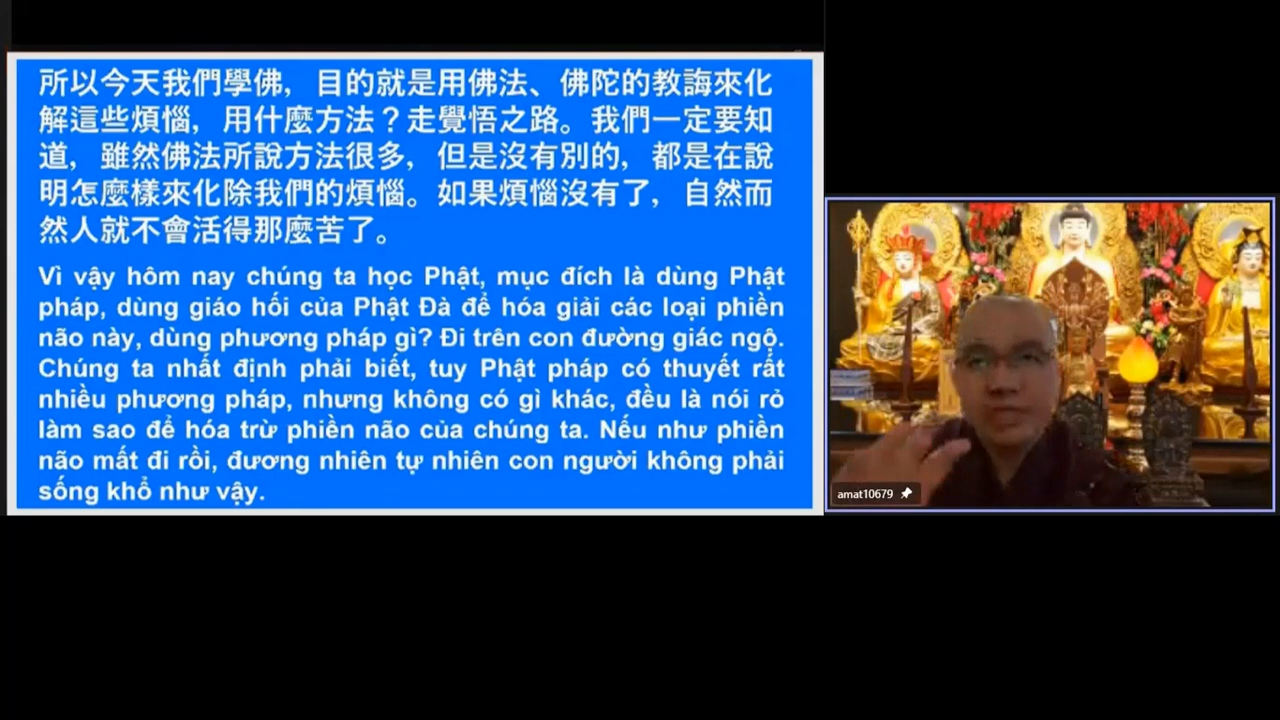 所以今天我們學佛，目的就是用佛法、佛陀的教誨來化
解這些煩惱，用什麼方法？走覺悟之路。我們一定要知
道，雖然佛法所說方法很多，但是沒有別的，都是在說
明怎麼樣來化除我們的煩惱。如果煩惱沒有了，自然而
然人就不會活得那麼苦了。
Vì vậy hôm nay chúng ta học Phật, mục đích là dùng Phật
pháp, dùng giáo hối của Phật Đà để hóa giải các loại phiền
não này, dùng phương pháp gì? Đi trên con đường giác ngộ.
Chúng ta nhất định phải biết, tuy Phật pháp có thuyết rất
nhiều phương pháp, nhưng không có gì khác, đều là nói rỏ
làm sao để hóa trừ phiền não của chúng ta. Nếu như phiền
não mất đi rồi, đương nhiên tự nhiên con người không phải
sống khổ như vậy.
amat10679